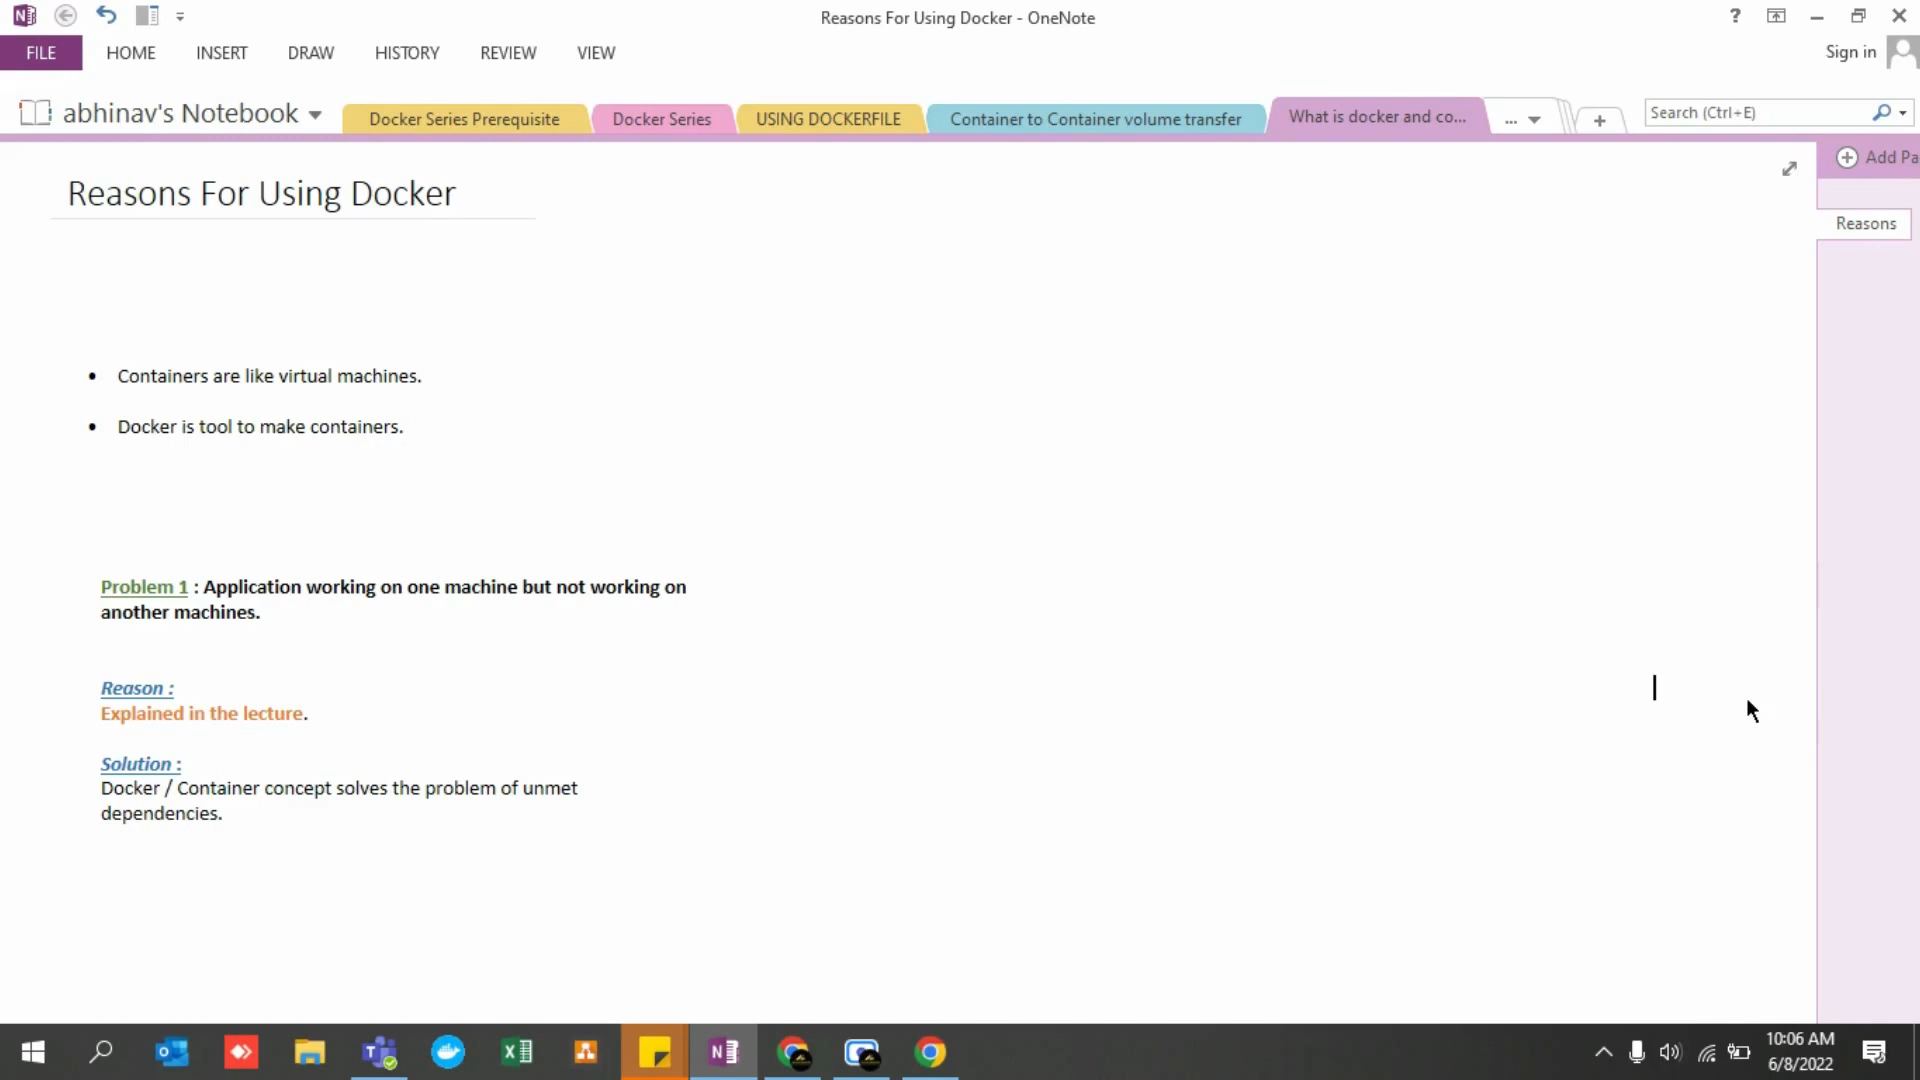 Reasons For Using Docker - OneNote
?
FILE HOME INSERT DRAW HISTORY REVIEW VIEW
Sign in
abhinav's Notebook
Docker Series Prerequisite
Docker Series
USING DOCKERFILE
Container to Container volume transfer
What is docker and co...
...
Search (Ctrl+E)
Add Pa
Reasons For Using Docker
Reasons
• Containers are like virtual machines.
• Docker is tool to make containers.
Problem 1 : Application working on one machine but not working on
another machines.
Reason :
Explained in the lecture.
Solution :
Docker / Container concept solves the problem of unmet
dependencies.
10:06 AM
6/8/2022